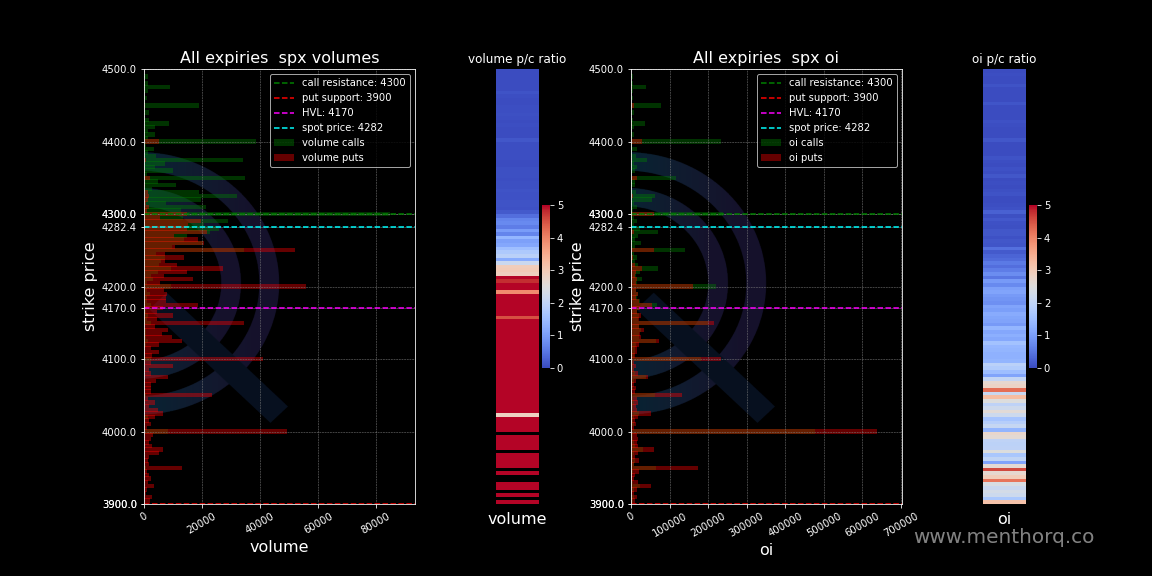 All expiries  spx volumes
volume p/c ratio
All expiries  spx oi
oi p/c ratio
4500.0
4400.0
4300.0
4282.4
4200.0
4170.0
4100.0
4000.0
3900.0
strike price
call resistance: 4300
put support: 3900
HVL: 4170
spot price: 4282
volume calls
volume puts
0
20000
40000
60000
80000
volume
5
4
3
2
1
0
volume
4500.0
4400.0
4300.0
4282.4
4200.0
4170.0
4100.0
4000.0
3900.0
strike price
call resistance: 4300
put support: 3900
HVL: 4170
spot price: 4282
oi calls
oi puts
0
100000
200000
300000
400000
500000
600000
700000
oi
5
4
3
2
1
0
oi
www.menthorq.co